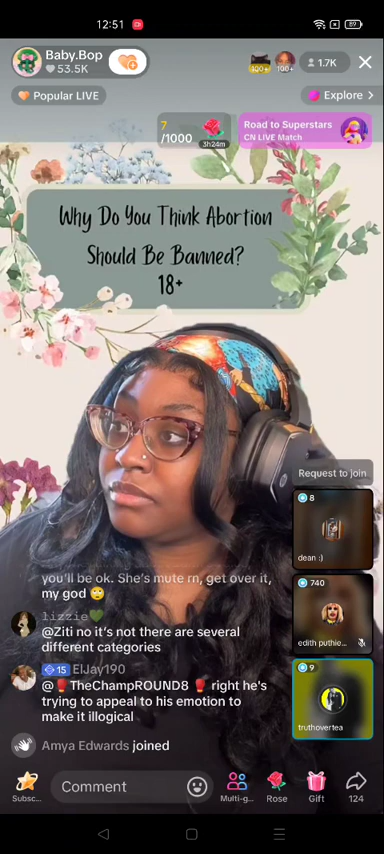 12:51
89
Baby.Bop
53.5K
100+
100+
1.7K
Popular LIVE
Explore >
7
/1000
3h24m
Road to Superstars
CN LIVE Match
Why Do You Think Abortion
Should Be Banned?
18+
Request to join
8
dean :)
740
edith puthie...
9
truthovertea
you'll be ok. She's mute rn, get over it,
my god 🙄
lizzie💚
@Ziti no it's not there are several
different categories
15 ElJay190
@🥊TheChampROUND8 🥊 right he's
trying to appeal to his emotion to
make it illogical
Amya Edwards joined
Subsc...
Comment
Multi-g...
Rose
Gift
124